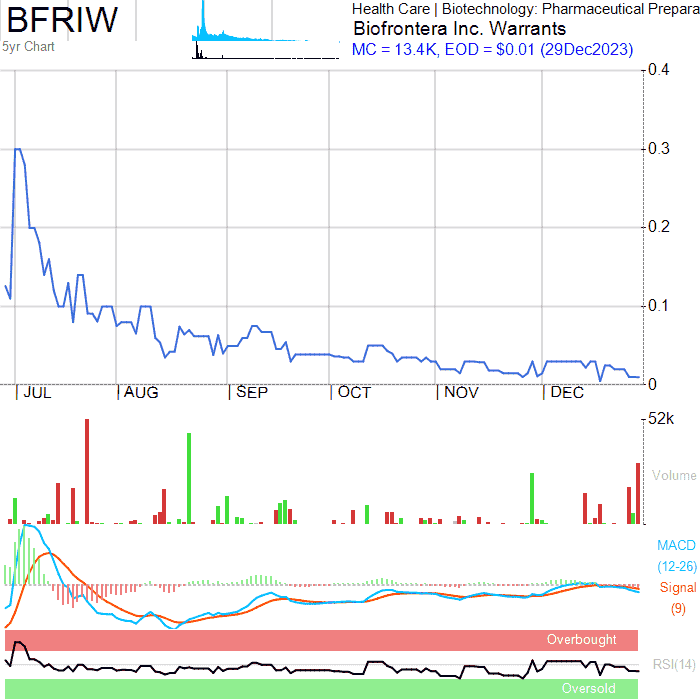 BFRIW
5yr Chart
Health Care | Biotechnology: Pharmaceutical Prepara
Biofrontera Inc. Warrants
MC = 13.4K, EOD = $0.01 (29Dec2023)
0.4
0.3
0.2
0.1
0
JUL AUG SEP OCT NOV DEC
52k
Volume
MACD
(12-26)
Signal
(9)
Overbought
RSI(14)
Oversold